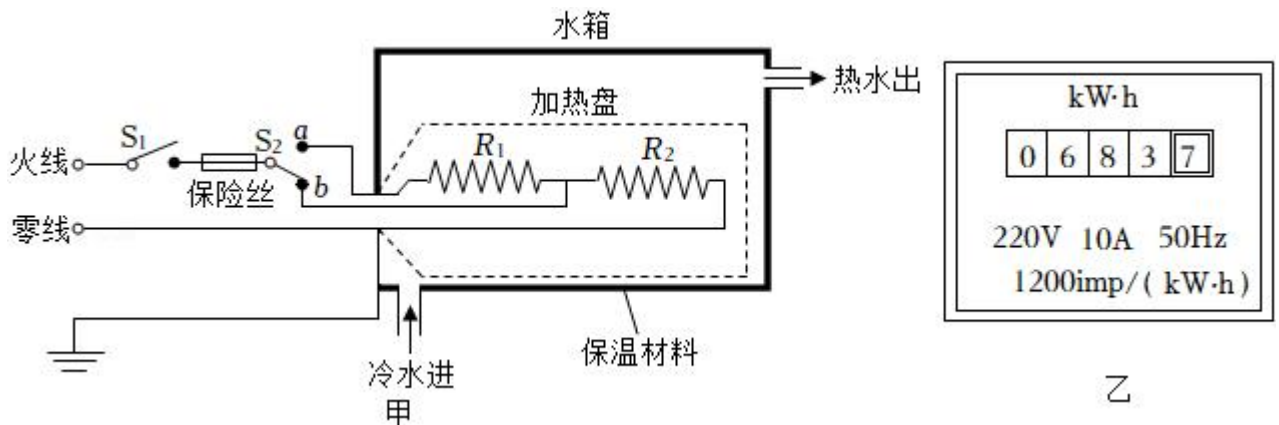 水箱
热水出
加热盘
S1
S2
a
b
R1
R2
火线
保险丝
零线
冷水进
甲
保温材料
kW·h
0 6 8 3 7
220V 10A 50Hz
1200imp/( kW·h)
乙